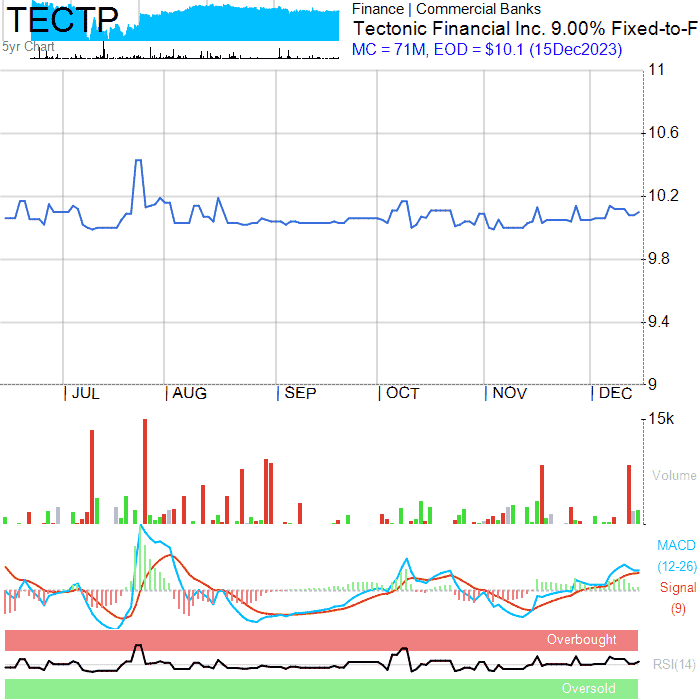 TECTP
5yr Chart
Finance | Commercial Banks
Tectonic Financial Inc. 9.00% Fixed-to-F
MC = 71M, EOD = $10.1 (15Dec2023)
11
10.6
10.2
9.8
9.4
9
JUL AUG SEP OCT NOV DEC
15k
Volume
MACD
(12-26)
Signal
(9)
Overbought
RSI(14)
Oversold